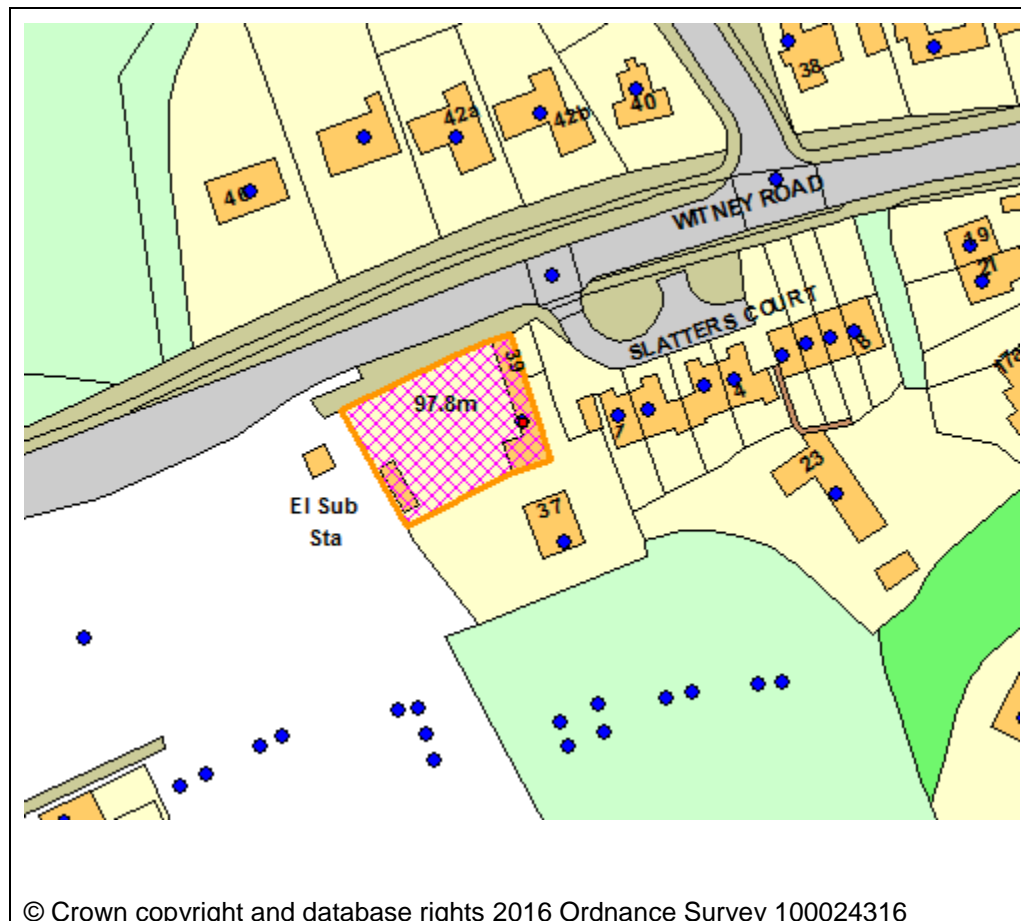 38
42a
42b
40
46
WITNEY ROAD
19
21
SLATTERS COURT
39
8
17a
97.8m
4
7
23
El Sub
Sta
37
© Crown copyright and database rights 2016 Ordnance Survey 100024316